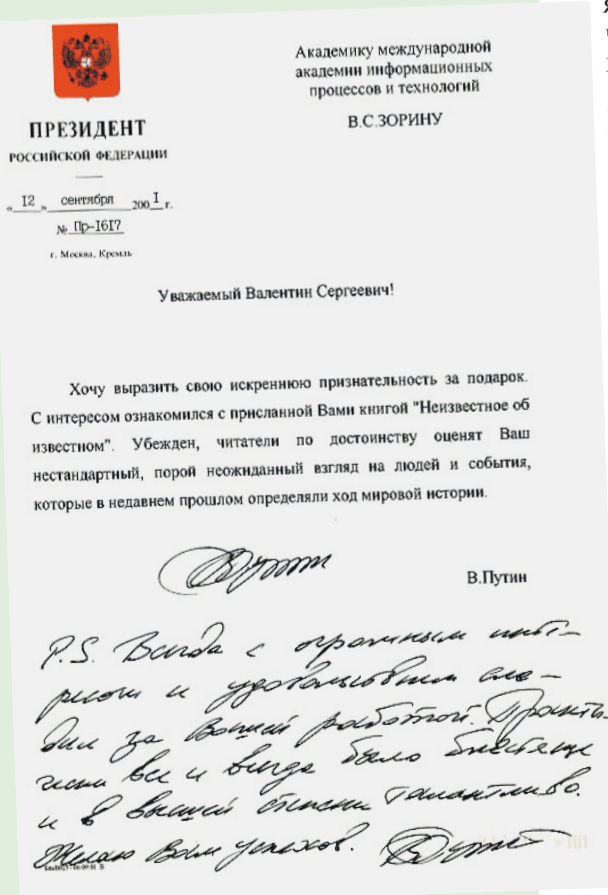 ПРЕЗИДЕНТ
РОССИЙСКОЙ ФЕДЕРАЦИИ
„ 12 „ сентября 2001 г.
№ Пр-1617
г. Москва, Кремль
Академику международной
академии информационных
процессов и технологий
В.С.ЗОРИНУ
Уважаемый Валентин Сергеевич!
Хочу выразить свою искреннюю признательность за подарок.
С интересом ознакомился с присланной Вами книгой "Неизвестное об
известном". Убежден, читатели по достоинству оценят Ваш
нестандартный, порой неожиданный взгляд на людей и события,
которые в недавнем прошлом определяли ход мировой истории.
В.Путин
P.S. Всегда с огромным инте-
ресом и удовольствием сле-
дил за Вашей работой. Практи-
чески все и всегда было блестяще
и в высшей степени талантливо.
Желаю Вам успехов.